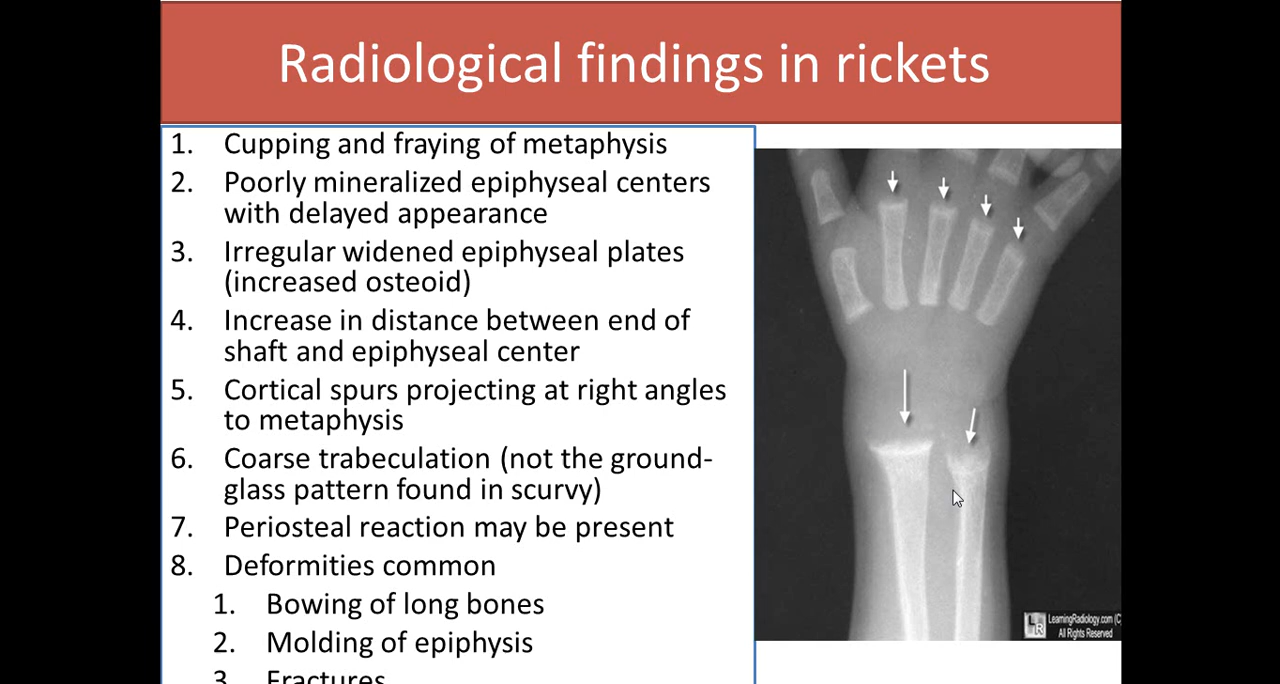 Radiological findings in rickets
1. Cupping and fraying of metaphysis
2. Poorly mineralized epiphyseal centers
with delayed appearance
3. Irregular widened epiphyseal plates
(increased osteoid)
4. Increase in distance between end of
shaft and epiphyseal center
5. Cortical spurs projecting at right angles
to metaphysis
6. Coarse trabeculation (not the ground-
glass pattern found in scurvy)
7. Periosteal reaction may be present
8. Deformities common
1. Bowing of long bones
2. Molding of epiphysis
3. Fractures
LR
LearningRadiology.com (C
All Rights Reserved